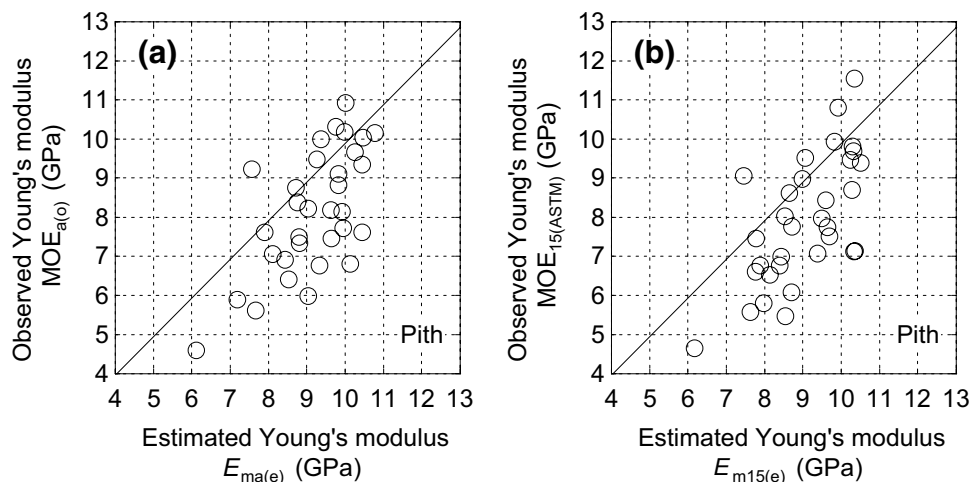 (a)
Observed Young's modulus
MOEa(o) (GPa)
13
12
11
10
9
8
7
6
5
4
Pith
4 5 6 7 8 9 10 11 12 13
Estimated Young's modulus
Ema(e) (GPa)
(b)
Observed Young's modulus
MOE15(ASTM) (GPa)
13
12
11
10
9
8
7
6
5
4
Pith
4 5 6 7 8 9 10 11 12 13
Estimated Young's modulus
Em15(e) (GPa)